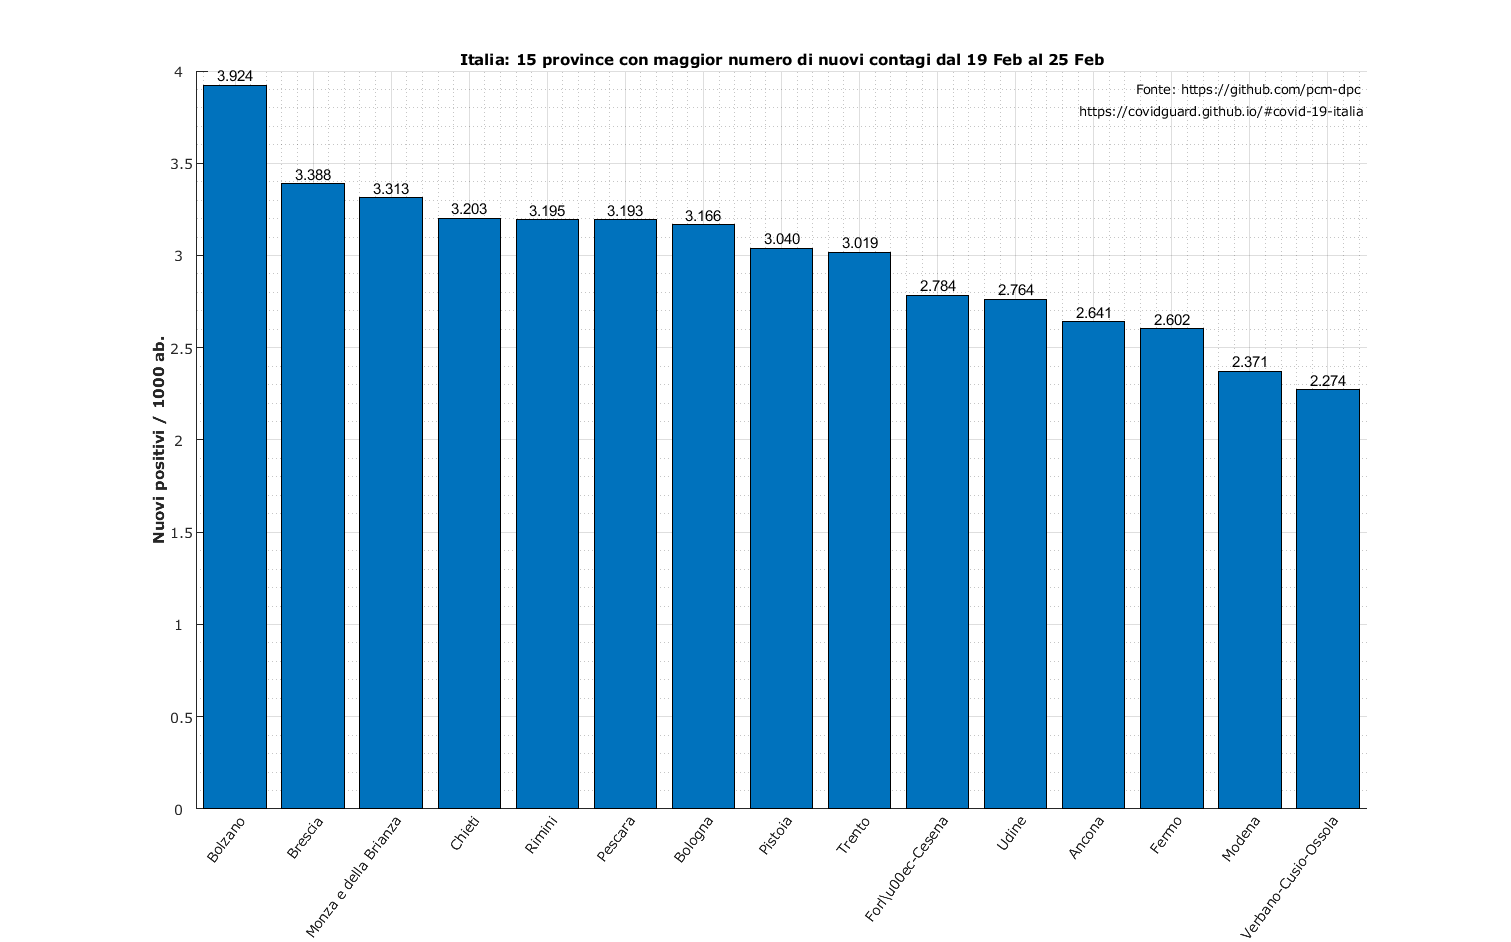 Italia: 15 province con maggior numero di nuovi contagi dal 19 Feb al 25 Feb
Fonte: https://github.com/pcm-dpc
https://covidguard.github.io/#covid-19-italia
Nuovi positivi / 1000 ab.
4
3.5
3
2.5
2
1.5
1
0.5
0
3.924
3.388
3.313
3.203
3.195
3.193
3.166
3.040
3.019
2.784
2.764
2.641
2.602
2.371
2.274
Bolzano
Brescia
Monza e della Brianza
Chieti
Rimini
Pescara
Bologna
Pistoia
Trento
Forl\u00ec-Cesena
Udine
Ancona
Fermo
Modena
Verbano-Cusio-Ossola